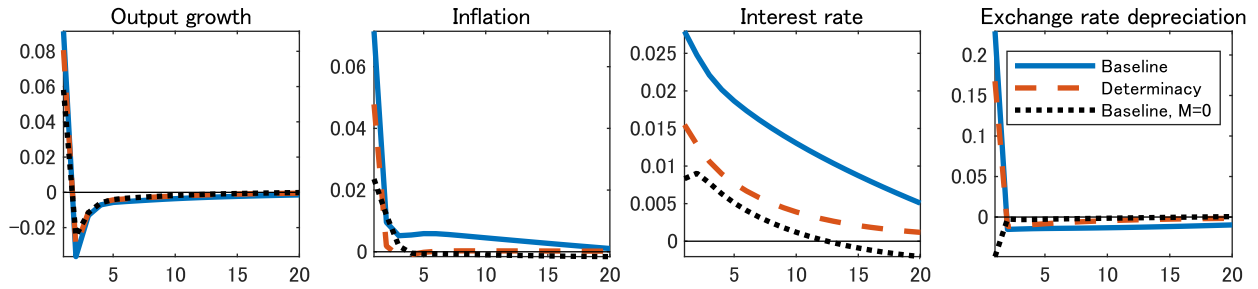 Output growth
0.08
0.06
0.04
0.02
0
-0.02
5 10 15 20
Inflation
0.06
0.04
0.02
0
5 10 15 20
Interest rate
0.025
0.02
0.015
0.01
0.005
0
5 10 15 20
Exchange rate depreciation
0.2
0.15
0.1
0.05
0
5 10 15 20
Baseline
Determinacy
Baseline, M=0